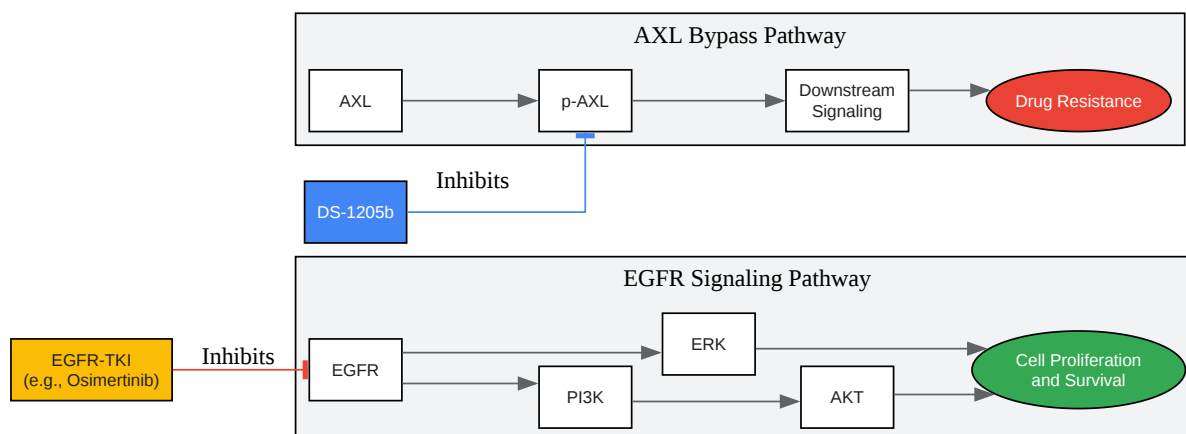 AXL Bypass Pathway
AXL
p-AXL
Downstream
Signaling
Drug Resistance
Inhibits
DS-1205b
EGFR Signaling Pathway
EGFR-TKI
(e.g., Osimertinib)
Inhibits
EGFR
ERK
PI3K
AKT
Cell Proliferation
and Survival